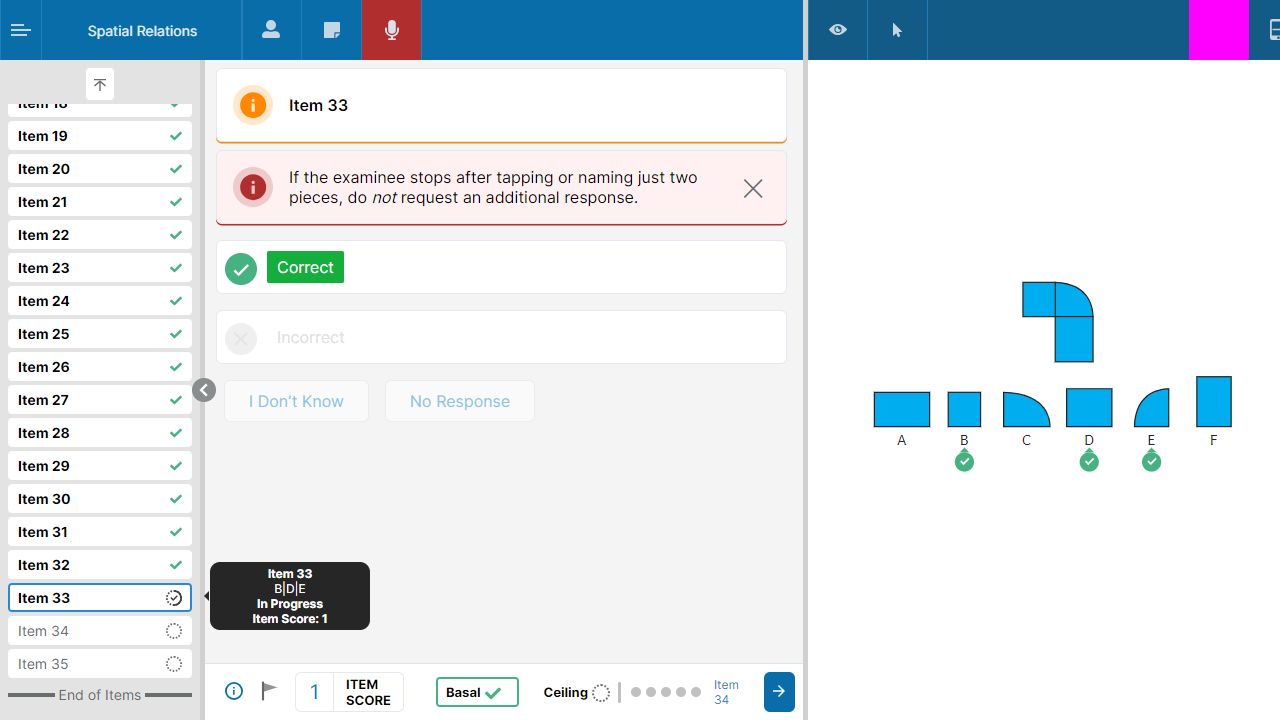 Spatial Relations
Item 18
Item 19
Item 20
Item 21
Item 22
Item 23
Item 24
Item 25
Item 26
Item 27
Item 28
Item 29
Item 30
Item 31
Item 32
Item 33
Item 34
Item 35
End of Items
Item 33
If the examinee stops after tapping or naming just two
pieces, do not request an additional response.
Correct
Incorrect
I Don't Know
No Response
Item 33
B|D|E
In Progress
Item Score: 1
1
ITEM
SCORE
Basal
Ceiling
Item
34
A B C D E F